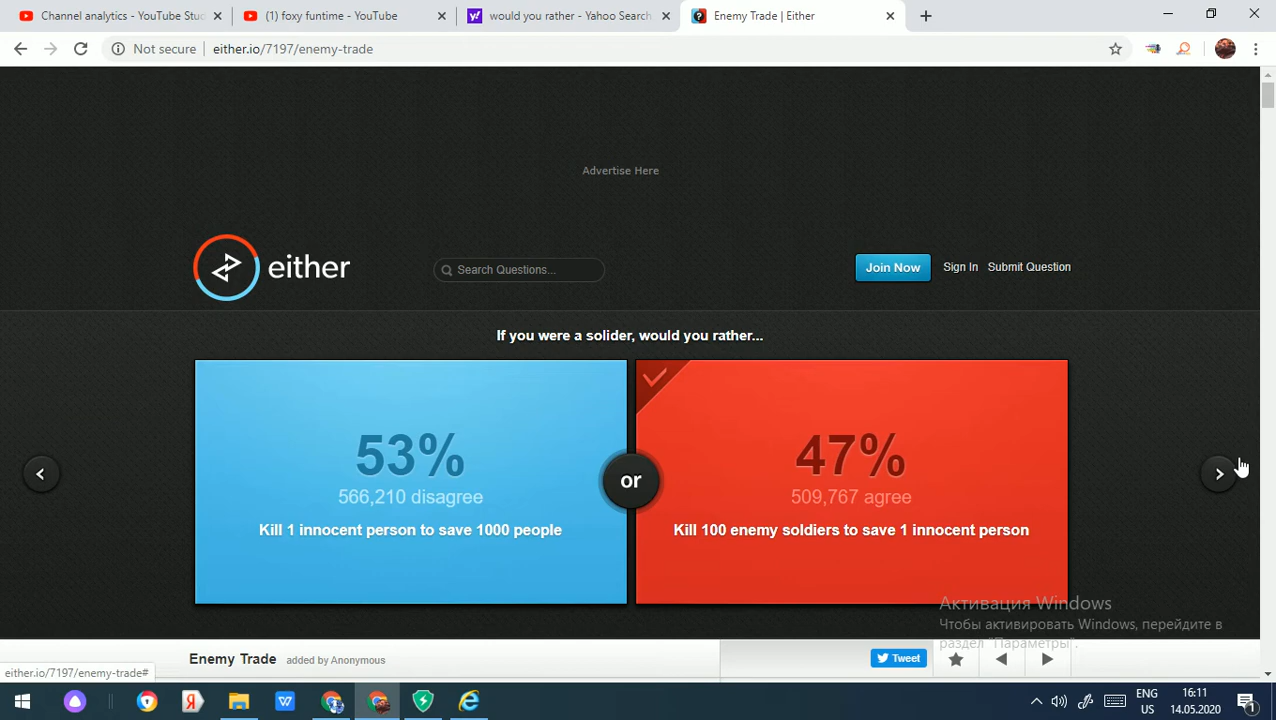 Channel analytics - YouTube Stud
(1) foxy funtime - YouTube
would you rather - Yahoo Search
Enemy Trade | Either
Not secure
either.io/7197/enemy-trade
Advertise Here
either
Search Questions...
Join Now
Sign In
Submit Question
If you were a solider, would you rather...
53%
566,210 disagree
Kill 1 innocent person to save 1000 people
or
47%
509,767 agree
Kill 100 enemy soldiers to save 1 innocent person
Активация Windows
Чтобы активировать Windows, перейдите в
раздел "Параметры".
Enemy Trade
added by Anonymous
Tweet
either.io/7197/enemy-trade#
ENG
US
16:11
14.05.2020
1